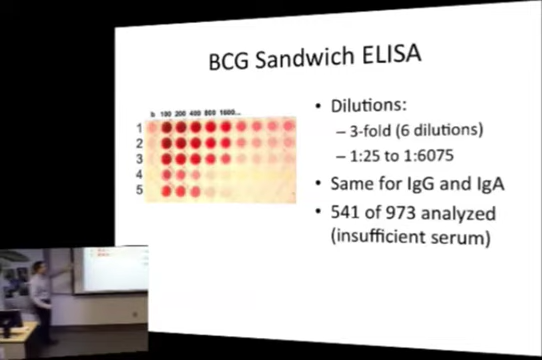 BCG Sandwich ELISA
b 100 200 400 800 1600...
1
2
3
4
5
• Dilutions:
– 3-fold (6 dilutions)
– 1:25 to 1:6075
• Same for IgG and IgA
• 541 of 973 analyzed
(insufficient serum)